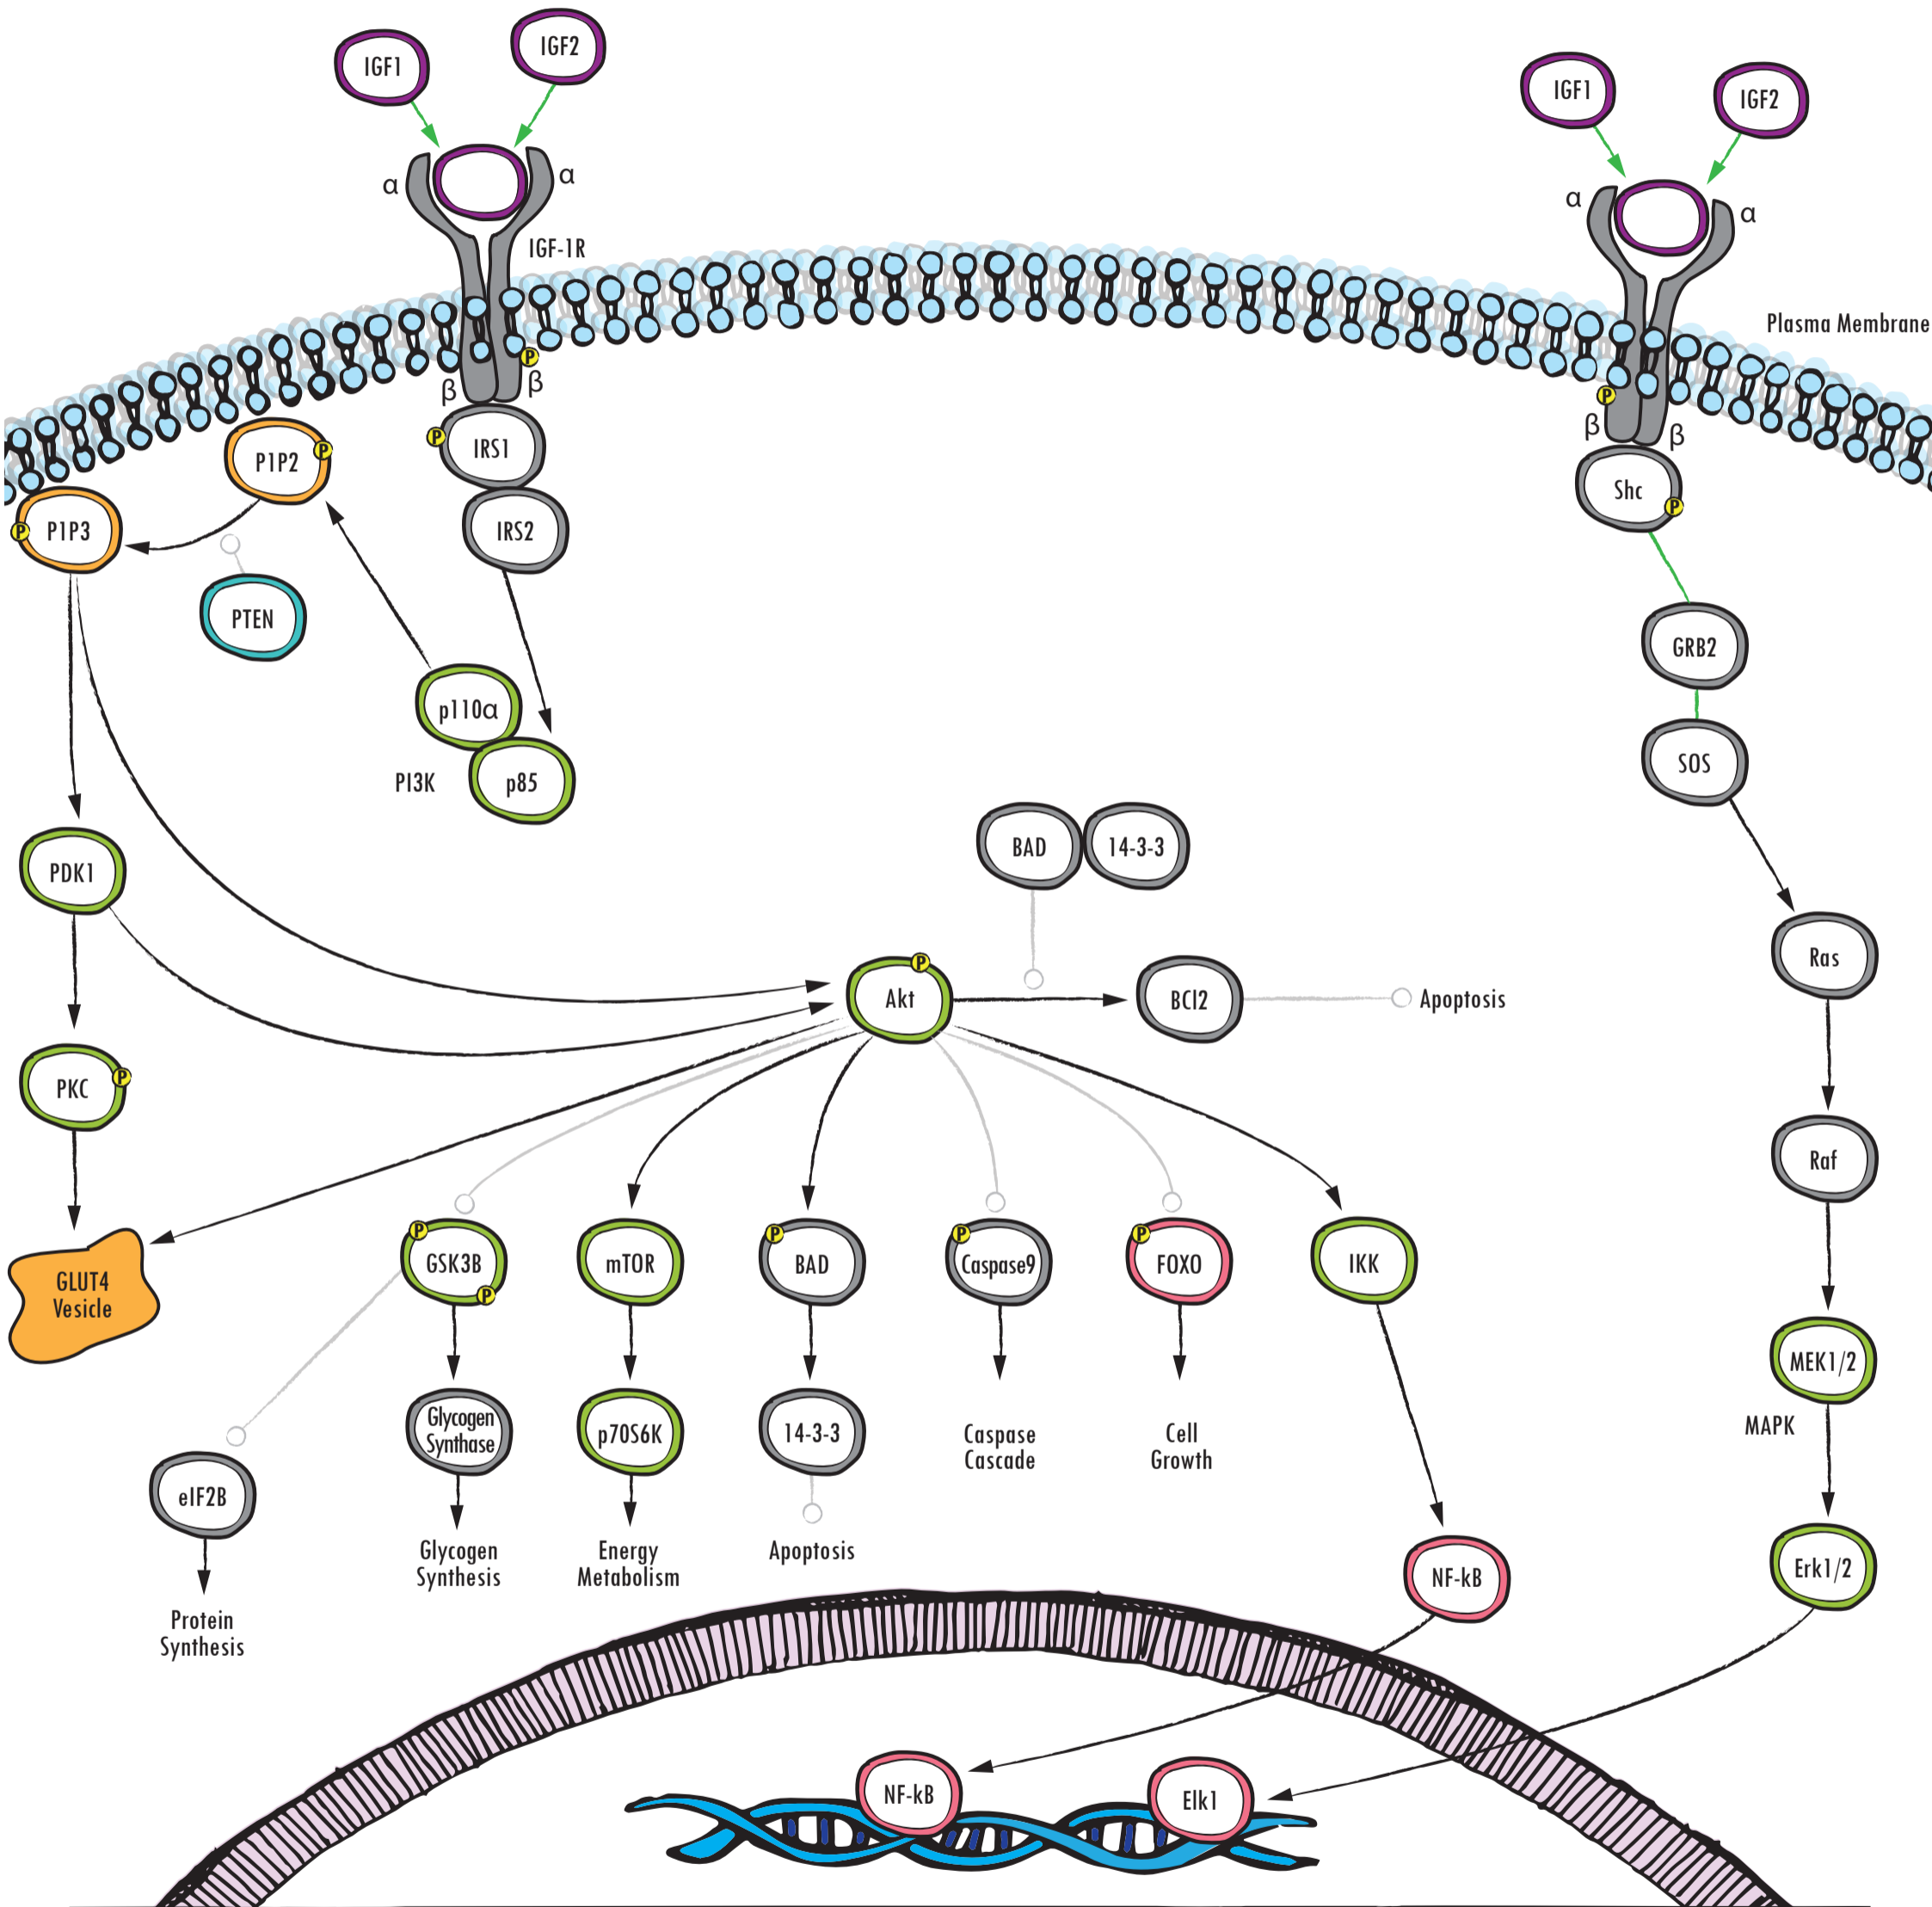 IGF1
IGF2
IGF1
IGF2
α
α
α
α
IGF-1R
Plasma Membrane
P
β
β
P
β
β
P1P2
P
P
IRS1
Shc
P
P
P1P3
IRS2
PTEN
GRB2
p110α
PI3K
p85
SOS
BAD
14-3-3
PDK1
P
Akt
BCl2
Apoptosis
Ras
PKC
P
Raf
P
GSK3B
P
mTOR
P
BAD
P
Caspase9
P
FOXO
IKK
GLUT4
Vesicle
MEK1/2
MAPK
Glycogen
Synthase
p70S6K
14-3-3
Caspase
Cascade
Cell
Growth
eIF2B
Glycogen
Synthesis
Energy
Metabolism
Apoptosis
NF-kB
Erk1/2
Protein
Synthesis
NF-kB
Elk1